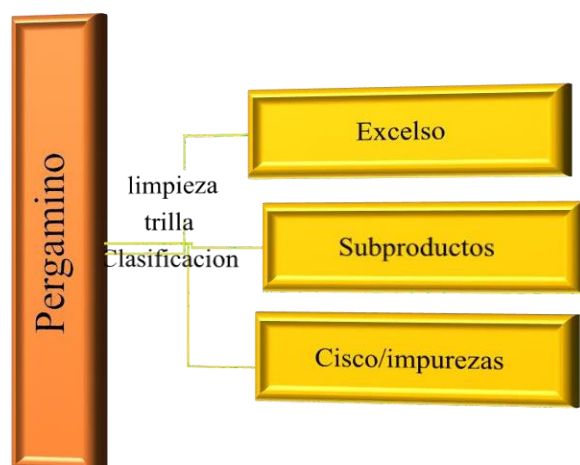 Pergamino
limpieza
trilla
Clasificacion
Excelso
Subproductos
Cisco/impurezas